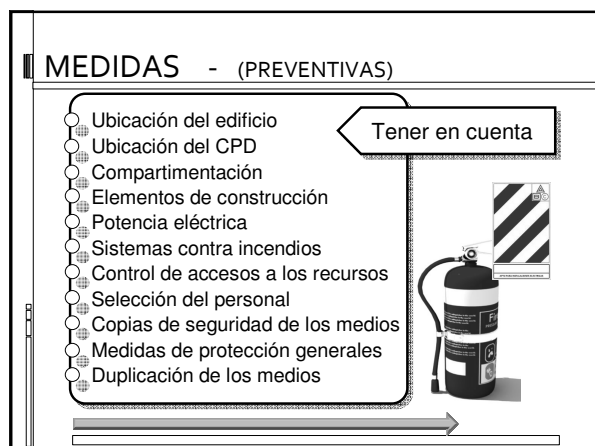 MEDIDAS - (PREVENTIVAS)
Tener en cuenta
Ubicación del edificio
Ubicación del CPD
Compartimentación
Elementos de construcción
Potencia eléctrica
Sistemas contra incendios
Control de accesos a los recursos
Selección del personal
Copias de seguridad de los medios
Medidas de protección generales
Duplicación de los medios